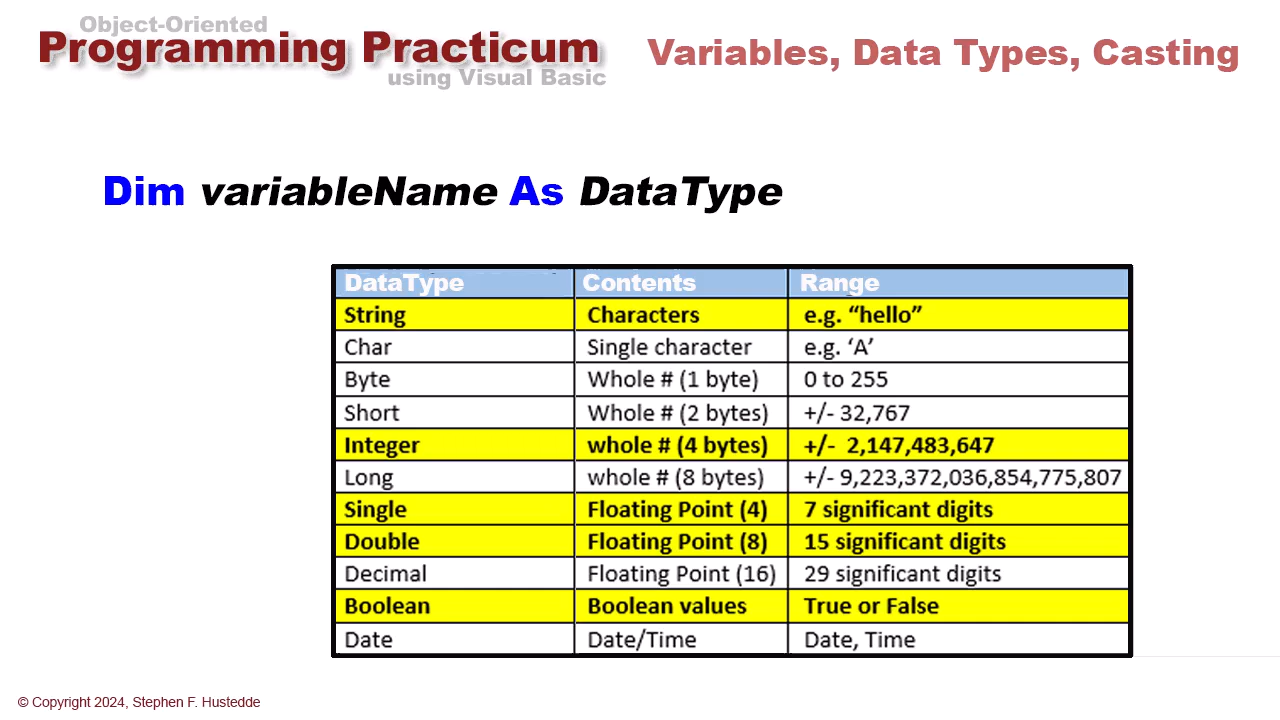 Object-Oriented
Programming Practicum
using Visual Basic
Variables, Data Types, Casting
Dim variableName As DataType
DataType Contents Range
String Characters e.g. “hello”
Char Single character e.g. ‘A’
Byte Whole # (1 byte) 0 to 255
Short Whole # (2 bytes) +/- 32,767
Integer whole # (4 bytes) +/- 2,147,483,647
Long whole # (8 bytes) +/- 9,223,372,036,854,775,807
Single Floating Point (4) 7 significant digits
Double Floating Point (8) 15 significant digits
Decimal Floating Point (16) 29 significant digits
Boolean Boolean values True or False
Date Date/Time Date, Time
© Copyright 2024, Stephen F. Hustedde